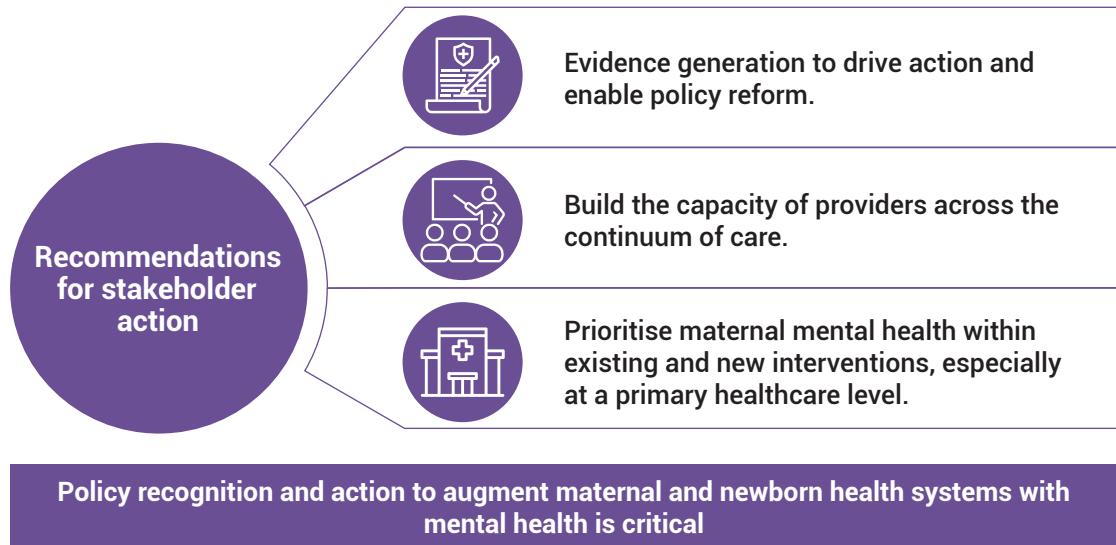 Recommendations
for stakeholder
action
Evidence generation to drive action and
enable policy reform.
Build the capacity of providers across the
continuum of care.
Prioritise maternal mental health within
existing and new interventions, especially
at a primary healthcare level.
Policy recognition and action to augment maternal and newborn health systems with
mental health is critical